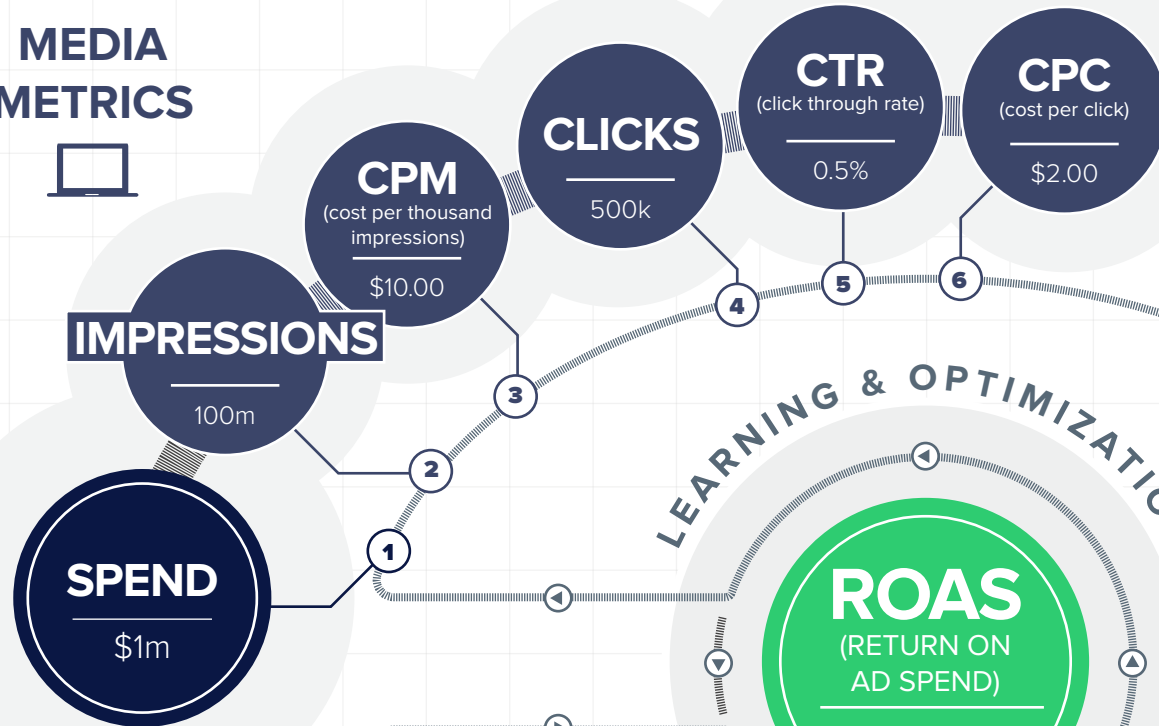 MEDIA
METRICS
SPEND
$1m
IMPRESSIONS
100m
CPM
(cost per thousand
impressions)
$10.00
CLICKS
500k
CTR
(click through rate)
0.5%
CPC
(cost per click)
$2.00
1
2
3
4
5
6
LEARNING & OPTIMIZATIO
ROAS
(RETURN ON
AD SPEND)